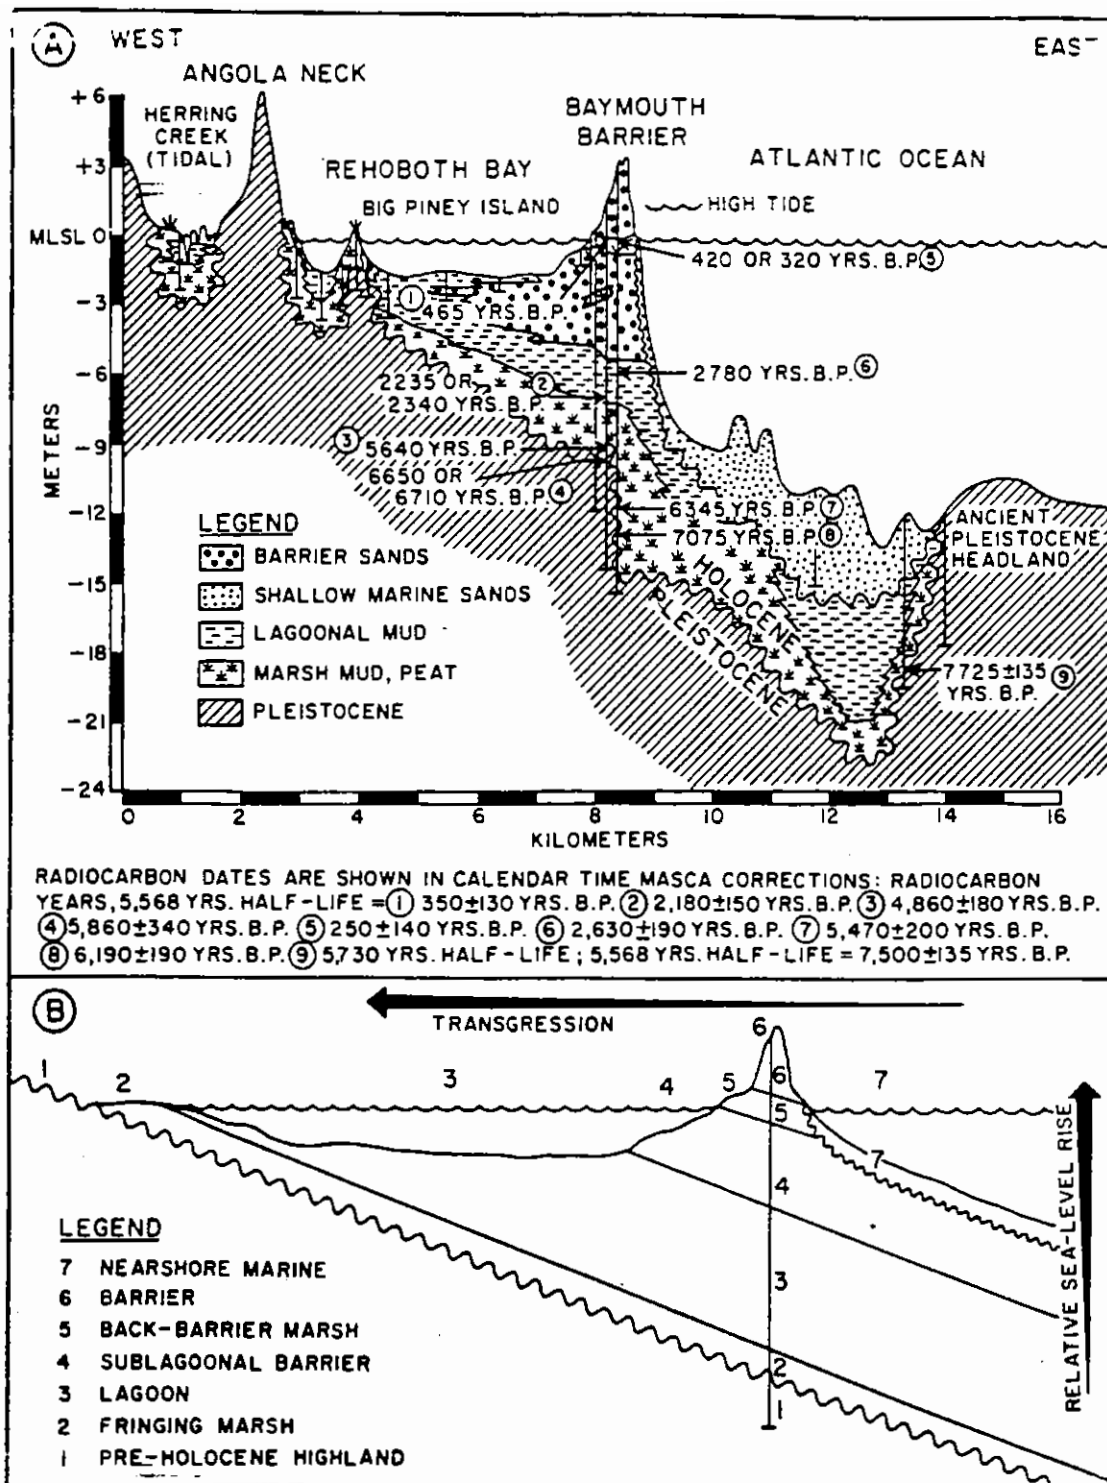 A WEST
EAST
ANGOLA NECK
HERRING
CREEK
(TIDAL)
BAYMOUTH
BARRIER
REHOBOTH BAY
ATLANTIC OCEAN
BIG PINEY ISLAND
HIGH TIDE
+6
+3
MLSL 0
-3
-6
-9
-12
-15
-18
-21
-24
METERS
420 OR 320 YRS. B.P. 5
1 465 YRS. B.P.
2780 YRS. B.P. 6
2235 OR 2
2340 YRS. B.P.
3 5640 YRS. B.P.
6650 OR
6710 YRS. B.P. 4
6345 YRS. B.P. 7
7075 YRS. B.P. 8
ANCIENT
PLEISTOCENE
HEADLAND
HOLOCENE
PLEISTOCENE
7725±135 9
YRS. B.P.
LEGEND
BARRIER SANDS
SHALLOW MARINE SANDS
LAGOONAL MUD
MARSH MUD, PEAT
PLEISTOCENE
0 2 4 6 8 10 12 14 16
KILOMETERS
RADIOCARBON DATES ARE SHOWN IN CALENDAR TIME MASCA CORRECTIONS: RADIOCARBON
YEARS, 5,568 YRS. HALF-LIFE = 1 350±130 YRS. B.P. 2 2,180±150 YRS. B.P. 3 4,860±180 YRS. B.P.
4 5,860±340 YRS. B.P. 5 250±140 YRS. B.P. 6 2,630±190 YRS. B.P. 7 5,470±200 YRS. B.P.
8 6,190±190 YRS. B.P. 9 5,730 YRS. HALF-LIFE; 5,568 YRS. HALF-LIFE = 7,500±135 YRS. B.P.
B
TRANSGRESSION
1 2 3 4 5 6 7
6
5
4
3
2
1
7
RELATIVE SEA-LEVEL RISE
LEGEND
7 NEARSHORE MARINE
6 BARRIER
5 BACK-BARRIER MARSH
4 SUBLAGOONAL BARRIER
3 LAGOON
2 FRINGING MARSH
1 PRE-HOLOCENE HIGHLAND